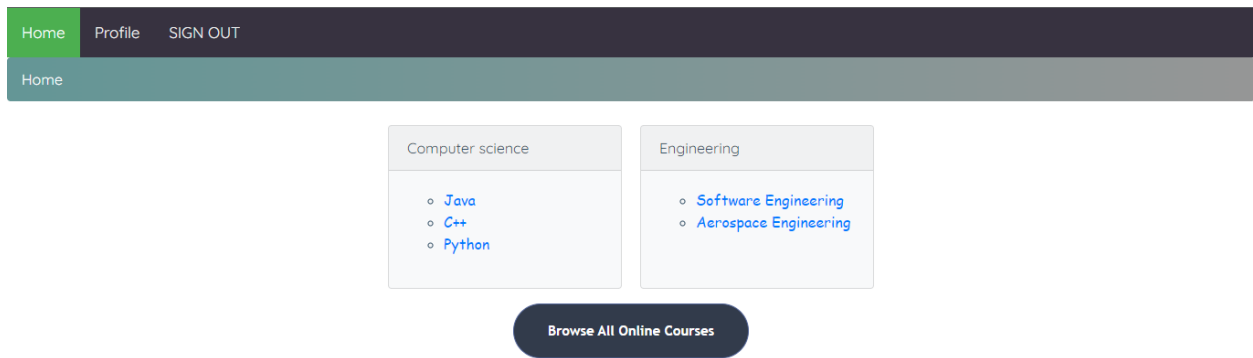 Home Profile SIGN OUT
Home
Computer science
Java
C++
Python
Engineering
Software Engineering
Aerospace Engineering
Browse All Online Courses